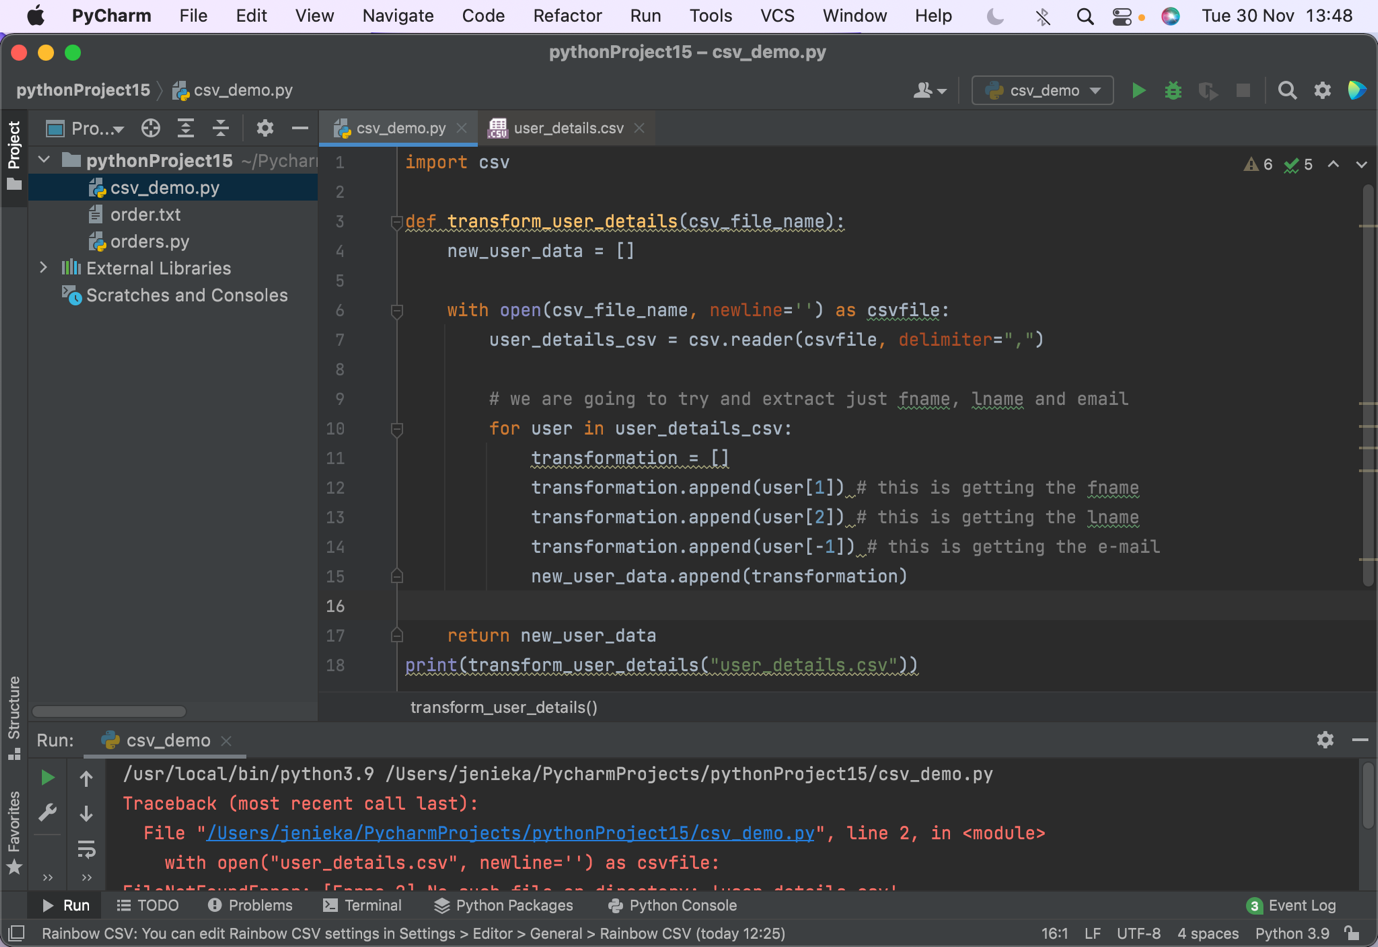 PyCharm File Edit View Navigate Code Refactor Run Tools VCS Window Help Tue 30 Nov 13:48
pythonProject15 – csv_demo.py
pythonProject15 csv_demo.py csv_demo
Project
Pro... csv_demo.py user_details.csv
pythonProject15 ~/Pychar
csv_demo.py
order.txt
orders.py
External Libraries
Scratches and Consoles
6 5
1 import csv
2
3 def transform_user_details(csv_file_name):
4 new_user_data = []
5
6 with open(csv_file_name, newline='') as csvfile:
7 user_details_csv = csv.reader(csvfile, delimiter=",")
8
9 # we are going to try and extract just fname, lname and email
10 for user in user_details_csv:
11 transformation = []
12 transformation.append(user[1]) # this is getting the fname
13 transformation.append(user[2]) # this is getting the lname
14 transformation.append(user[-1]) # this is getting the e-mail
15 new_user_data.append(transformation)
16
17 return new_user_data
18 print(transform_user_details("user_details.csv"))
transform_user_details()
Structure
Favorites
Run: csv_demo
/usr/local/bin/python3.9 /Users/jenieka/PycharmProjects/pythonProject15/csv_demo.py
Traceback (most recent call last):
File "/Users/jenieka/PycharmProjects/pythonProject15/csv_demo.py", line 2, in <module>
with open("user_details.csv", newline='') as csvfile:
FileNotFoundError: [Errno 2] No such file or directory: 'user_details.csv'
Run TODO Problems Terminal Python Packages Python Console 3 Event Log
Rainbow CSV: You can edit Rainbow CSV settings in Settings > Editor > General > Rainbow CSV (today 12:25) 16:1 LF UTF-8 4 spaces Python 3.9